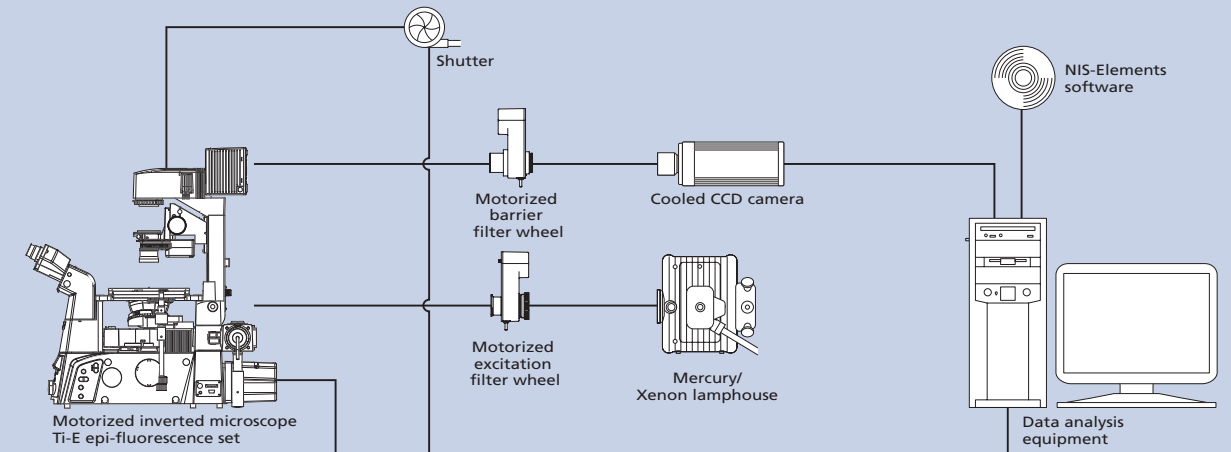 Shutter
NIS-Elements
software
Motorized
barrier
filter wheel
Cooled CCD camera
Motorized
excitation
filter wheel
Mercury/
Xenon lamphouse
Motorized inverted microscope
Ti-E epi-fluorescence set
Data analysis
equipment